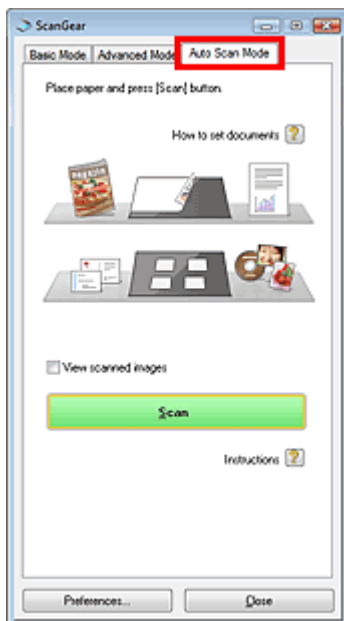 ScanGear
Basic Mode Advanced Mode Auto Scan Mode
Place paper and press [Scan] button.
How to set documents
View scanned images
Scan
Instructions
Preferences... Close